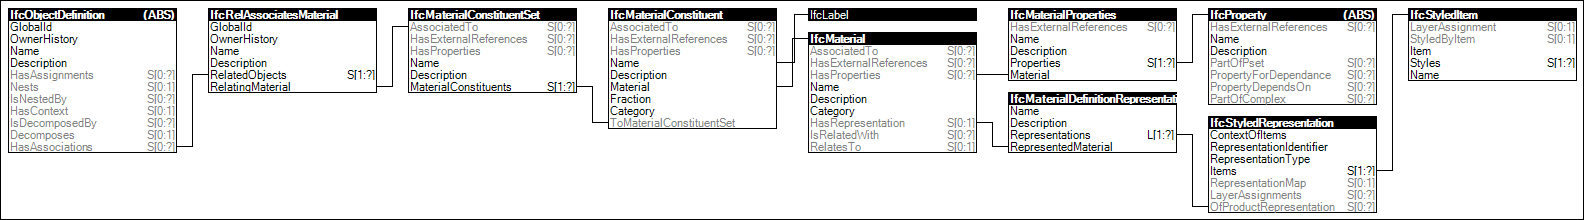 IfcObjectDefinition (ABS)
GlobalId
OwnerHistory
Name
Description
HasAssignments S[0:?]
Nests S[0:1]
IsNestedBy S[0:?]
HasContext S[0:1]
IsDecomposedBy S[0:?]
Decomposes S[0:1]
HasAssociations S[0:?]
IfcRelAssociatesMaterial
GlobalId
OwnerHistory
Name
Description
RelatedObjects S[1:?]
RelatingMaterial
IfcMaterialConstituentSet
AssociatedTo S[0:?]
HasExternalReferences S[0:?]
HasProperties S[0:?]
Name
Description
MaterialConstituents S[1:?]
IfcMaterialConstituent
AssociatedTo S[0:?]
HasExternalReferences S[0:?]
HasProperties S[0:?]
Name
Description
Material
Fraction
Category
ToMaterialConstituentSet
IfcLabel
IfcMaterial
AssociatedTo S[0:?]
HasExternalReferences S[0:?]
HasProperties S[0:?]
Name
Description
Category
HasRepresentation S[0:1]
IsRelatedWith S[0:?]
RelatesTo S[0:1]
IfcMaterialProperties
HasExternalReferences S[0:?]
Name
Description
Properties S[1:?]
Material
IfcMaterialDefinitionRepresentati
Name
Description
Representations L[1:?]
RepresentedMaterial
IfcProperty (ABS)
HasExternalReferences S[0:?]
Name
Description
PartOfPset S[0:?]
PropertyForDependance S[0:?]
PropertyDependsOn S[0:?]
PartOfComplex S[0:?]
IfcStyledRepresentation
ContextOfItems
RepresentationIdentifier
RepresentationType
Items S[1:?]
RepresentationMap S[0:1]
LayerAssignments S[0:?]
OfProductRepresentation S[0:?]
IfcStyledItem
LayerAssignment S[0:1]
StyledByItem S[0:1]
Item
Styles S[1:?]
Name